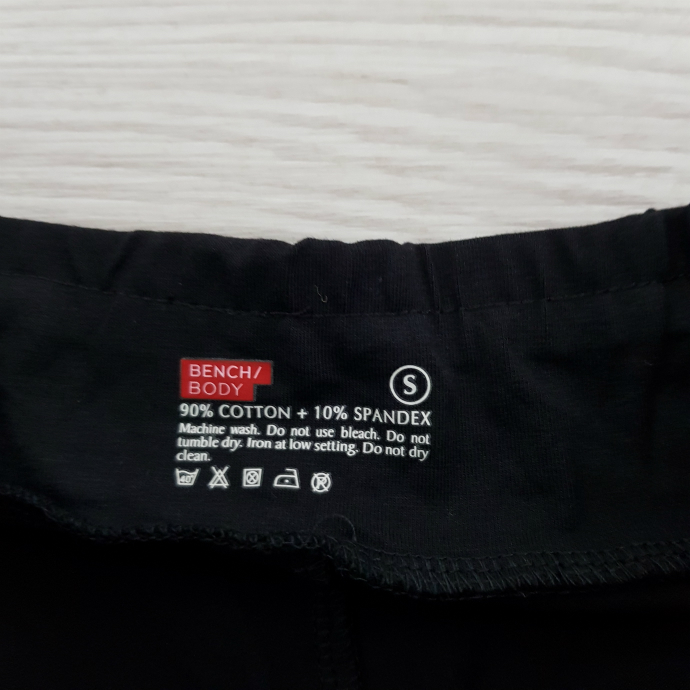 BENCH/
BODY
S
90% COTTON + 10% SPANDEX
Machine wash. Do not use bleach. Do not
tumble dry. Iron at low setting. Do not dry
clean.
40